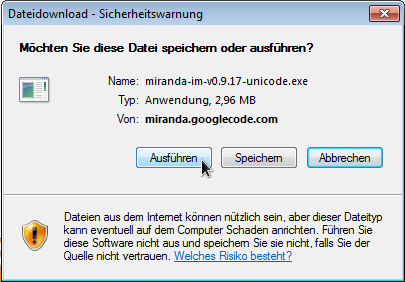 Dateidownload - Sicherheitswarnung
Möchten Sie diese Datei speichern oder ausführen?
Name: miranda-im-v0.9.17-unicode.exe
Typ: Anwendung, 2,96 MB
Von: miranda.googlecode.com
Ausführen Speichern Abbrechen
Dateien aus dem Internet können nützlich sein, aber dieser Dateityp
kann eventuell auf dem Computer Schaden anrichten. Führen Sie
diese Software nicht aus und speichern Sie sie nicht, falls Sie der
Quelle nicht vertrauen. Welches Risiko besteht?